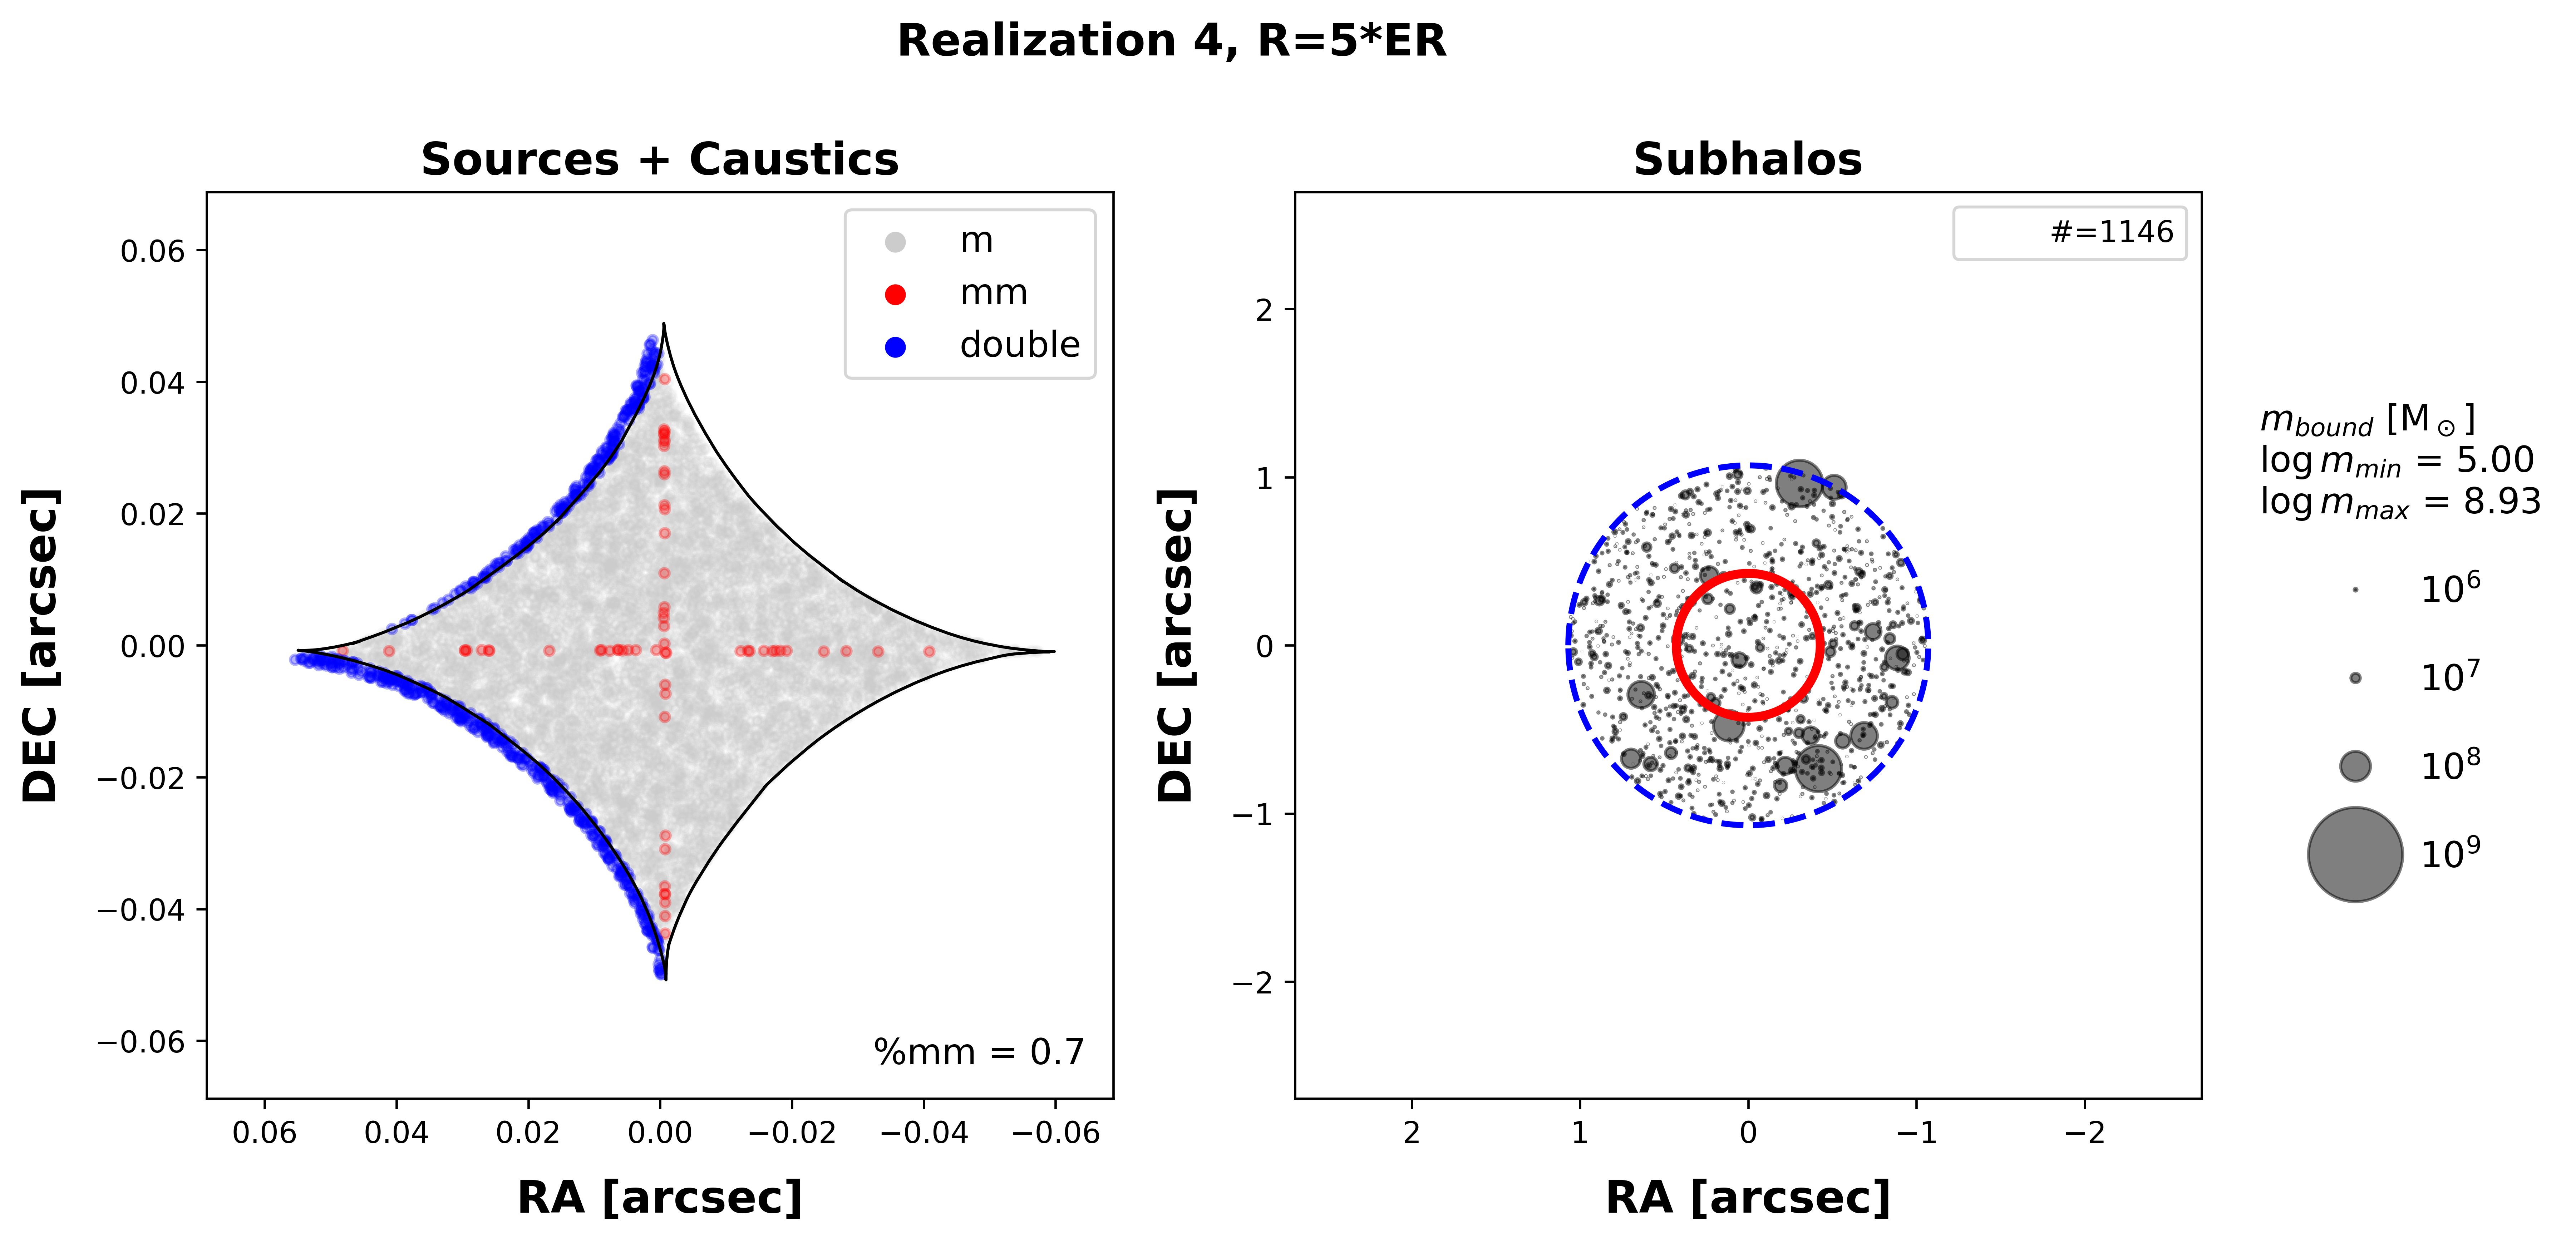 Realization 4, R=5*ER
Sources + Caustics
m
mm
double
%mm = 0.7
0.06
0.04
0.02
0.00
−0.02
−0.04
−0.06
DEC [arcsec]
0.06
0.04
0.02
0.00
−0.02
−0.04
−0.06
RA [arcsec]
Subhalos
#=1146
2
1
0
−1
−2
DEC [arcsec]
2
1
0
−1
−2
RA [arcsec]
m_bound [M_⊙]
log m_min = 5.00
log m_max = 8.93
10^6
10^7
10^8
10^9